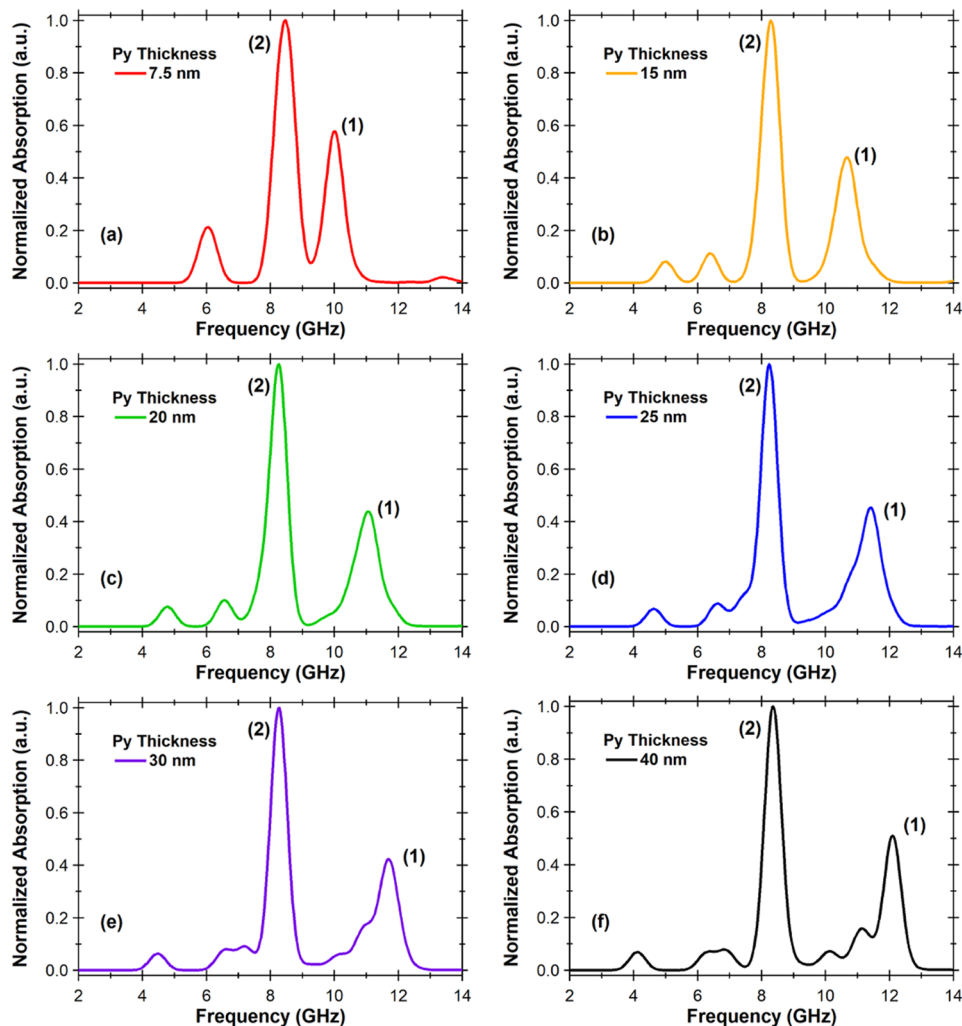 Normalized Absorption (a.u.)
1.0
0.8
0.6
0.4
0.2
0.0
(2)
Py Thickness
7.5 nm
(1)
(a)
2 4 6 8 10 12 14
Frequency (GHz)
Normalized Absorption (a.u.)
1.0
0.8
0.6
0.4
0.2
0.0
(2)
Py Thickness
15 nm
(1)
(b)
2 4 6 8 10 12 14
Frequency (GHz)
Normalized Absorption (a.u.)
1.0
0.8
0.6
0.4
0.2
0.0
(2)
Py Thickness
20 nm
(1)
(c)
2 4 6 8 10 12 14
Frequency (GHz)
Normalized Absorption (a.u.)
1.0
0.8
0.6
0.4
0.2
0.0
(2)
Py Thickness
25 nm
(1)
(d)
2 4 6 8 10 12 14
Frequency (GHz)
Normalized Absorption (a.u.)
1.0
0.8
0.6
0.4
0.2
0.0
(2)
Py Thickness
30 nm
(1)
(e)
2 4 6 8 10 12 14
Frequency (GHz)
Normalized Absorption (a.u.)
1.0
0.8
0.6
0.4
0.2
0.0
(2)
Py Thickness
40 nm
(1)
(f)
2 4 6 8 10 12 14
Frequency (GHz)